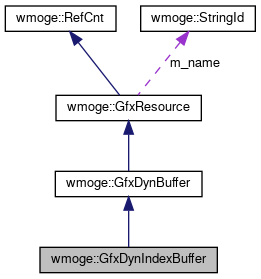 wmoge::RefCnt
wmoge::StringId
m_name
wmoge::GfxResource
wmoge::GfxDynBuffer
wmoge::GfxDynIndexBuffer